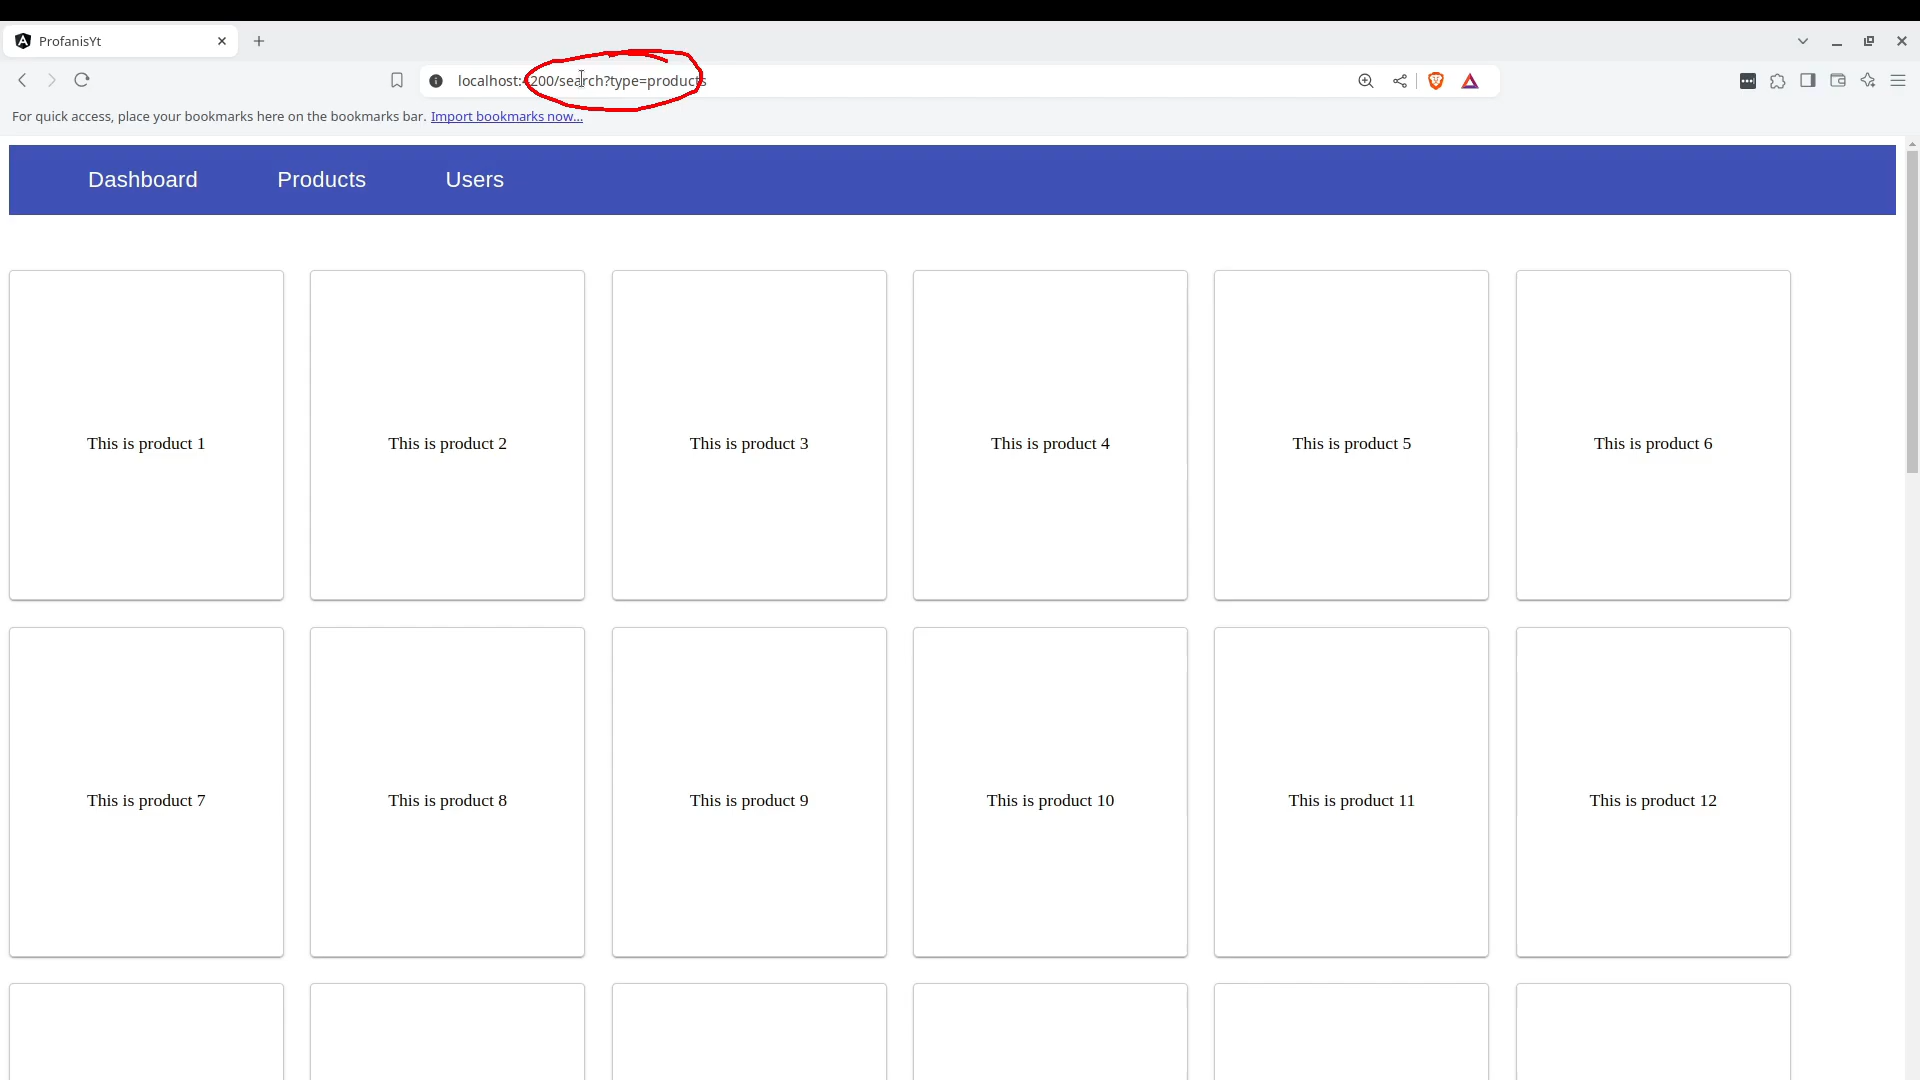 ProfanisYt
localhost:4200/search?type=products
For quick access, place your bookmarks here on the bookmarks bar. Import bookmarks now...
Dashboard Products Users
This is product 1 This is product 2 This is product 3 This is product 4 This is product 5 This is product 6
This is product 7 This is product 8 This is product 9 This is product 10 This is product 11 This is product 12